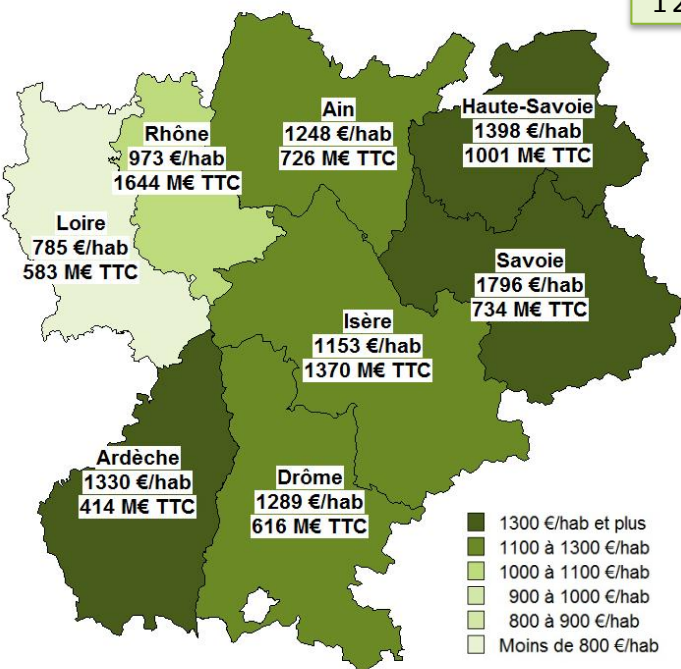 12
Ain
1248 €/hab
726 M€ TTC
Haute-Savoie
1398 €/hab
1001 M€ TTC
Rhône
973 €/hab
1644 M€ TTC
Loire
785 €/hab
583 M€ TTC
Savoie
1796 €/hab
734 M€ TTC
Isère
1153 €/hab
1370 M€ TTC
Ardèche
1330 €/hab
414 M€ TTC
Drôme
1289 €/hab
616 M€ TTC
1300 €/hab et plus
1100 à 1300 €/hab
1000 à 1100 €/hab
900 à 1000 €/hab
800 à 900 €/hab
Moins de 800 €/hab